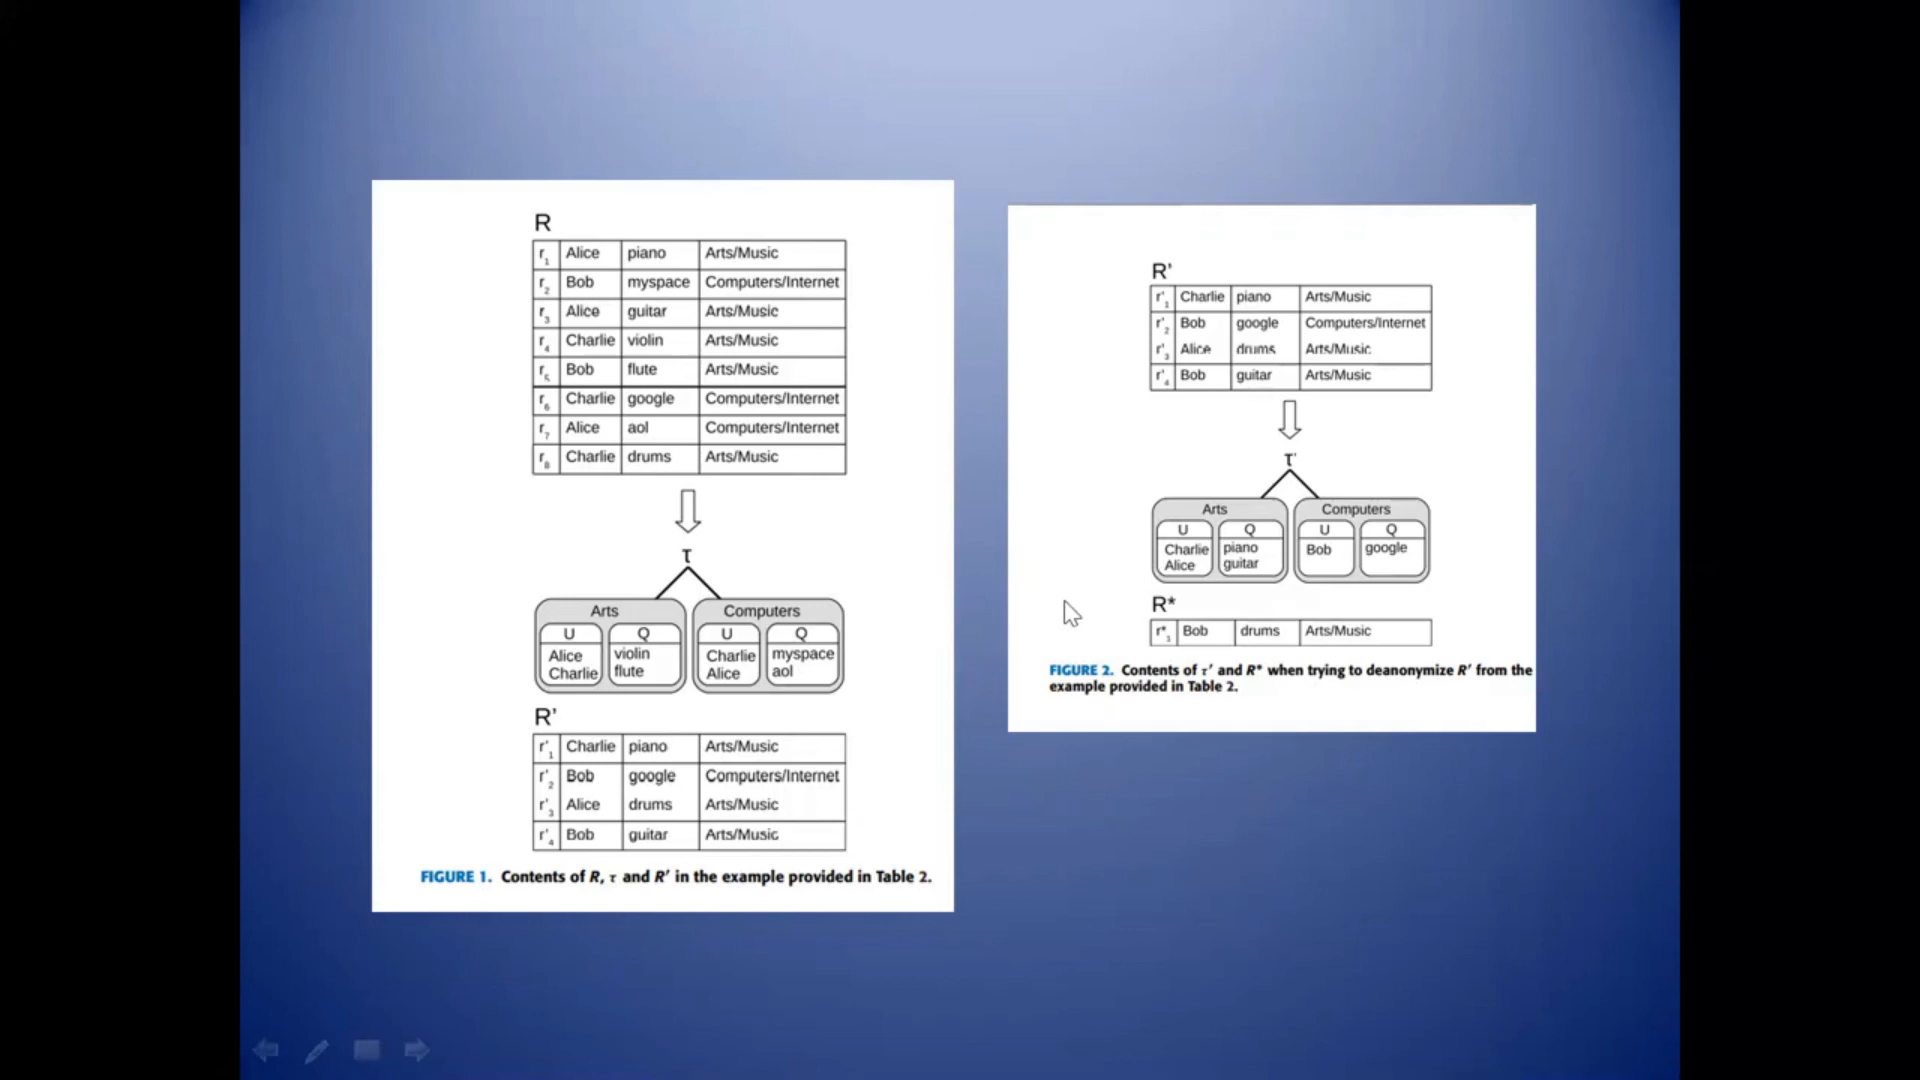 R
r1 Alice piano Arts/Music
r2 Bob myspace Computers/Internet
r3 Alice guitar Arts/Music
r4 Charlie violin Arts/Music
r5 Bob flute Arts/Music
r6 Charlie google Computers/Internet
r7 Alice aol Computers/Internet
r8 Charlie drums Arts/Music
τ
Arts Computers
U Q U Q
Alice violin Charlie myspace
Charlie flute Alice aol
R’
r’1 Charlie piano Arts/Music
r’2 Bob google Computers/Internet
r’3 Alice drums Arts/Music
r’4 Bob guitar Arts/Music
FIGURE 1. Contents of R, τ and R′ in the example provided in Table 2.
R’
r’1 Charlie piano Arts/Music
r’2 Bob google Computers/Internet
r’3 Alice drums Arts/Music
r’4 Bob guitar Arts/Music
τ’
Arts Computers
U Q U Q
Charlie piano Bob google
Alice guitar
R*
r*1 Bob drums Arts/Music
FIGURE 2. Contents of τ′ and R* when trying to deanonymize R′ from the
example provided in Table 2.